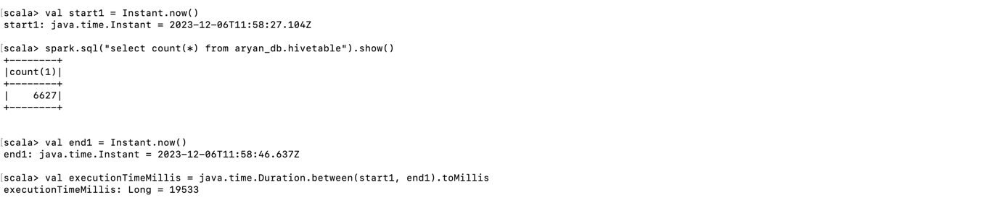 [scala> val start1 = Instant.now()
start1: java.time.Instant = 2023-12-06T11:58:27.104Z
[scala> spark.sql("select count(*) from aryan_db.hivetable").show()
+--------+
|count(1)|
+--------+
|    6627|
+--------+
[scala> val end1 = Instant.now()
end1: java.time.Instant = 2023-12-06T11:58:46.637Z
[scala> val executionTimeMillis = java.time.Duration.between(start1, end1).toMillis
executionTimeMillis: Long = 19533